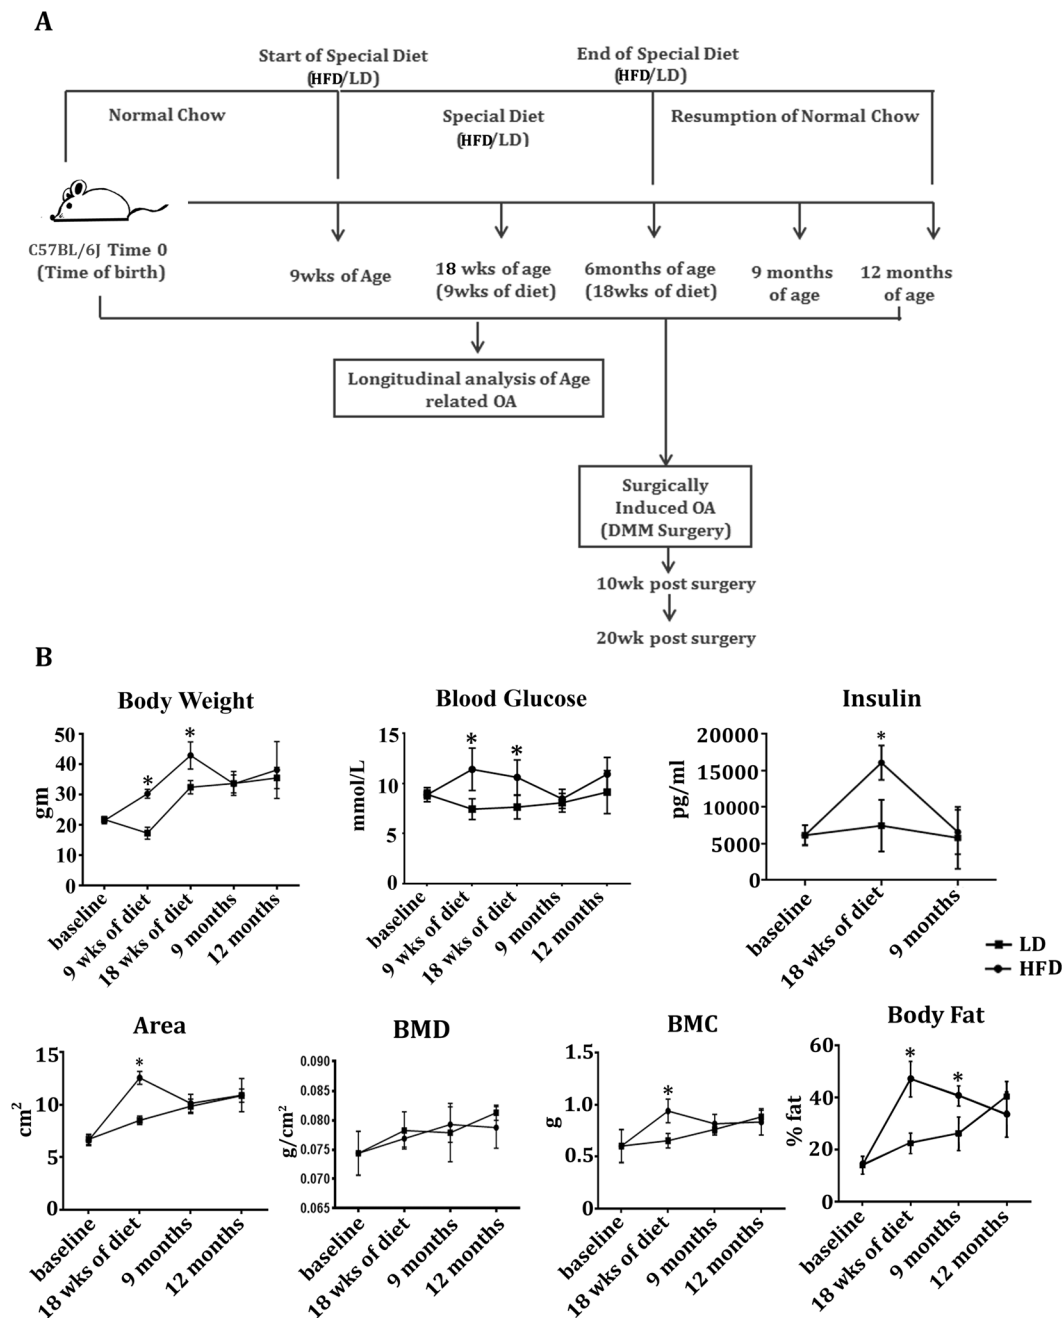 A
Start of Special Diet
(HFD/LD)
End of Special Diet
(HFD/LD)
Normal Chow
Special Diet
(HFD/LD)
Resumption of Normal Chow
C57BL/6J Time 0
(Time of birth)
9wks of Age
18 wks of age
(9wks of diet)
6months of age
(18wks of diet)
9 months
of age
12 months
of age
Longitudinal analysis of Age
related OA
Surgically
Induced OA
(DMM Surgery)
10wk post surgery
20wk post surgery
B
Body Weight
gm
50
40
30
20
10
0
*
*
baseline
9 wks of diet
18 wks of diet
9 months
12 months
Blood Glucose
mmol/L
15
10
5
0
*
*
baseline
9 wks of diet
18 wks of diet
9 months
12 months
Insulin
pg/ml
20000
15000
10000
5000
0
*
baseline
18 wks of diet
9 months
LD
HFD
Area
cm²
15
10
5
0
*
baseline
18 wks of diet
9 months
12 months
BMD
g/cm²
0.090
0.085
0.080
0.075
0.070
0.065
baseline
18 wks of diet
9 months
12 months
BMC
g
1.5
1.0
0.5
0
*
baseline
18 wks of diet
9 months
12 months
Body Fat
% fat
60
40
20
0
*
*
baseline
18 wks of diet
9 months
12 months